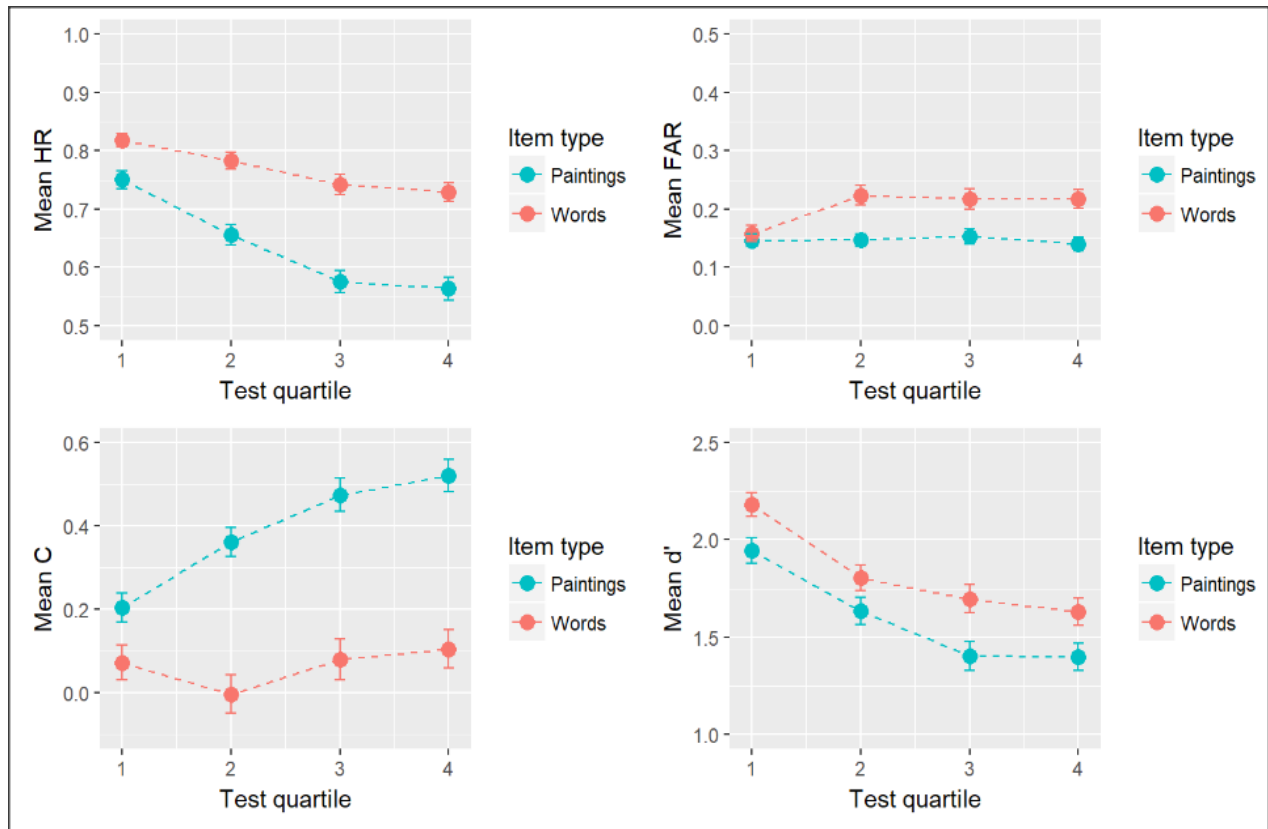 Mean HR
1.0
0.9
0.8
0.7
0.6
0.5
1 2 3 4
Test quartile
Item type
Paintings
Words
Mean FAR
0.5
0.4
0.3
0.2
0.1
0.0
1 2 3 4
Test quartile
Item type
Paintings
Words
Mean C
0.6
0.4
0.2
0.0
1 2 3 4
Test quartile
Item type
Paintings
Words
Mean d'
2.5
2.0
1.5
1.0
1 2 3 4
Test quartile
Item type
Paintings
Words